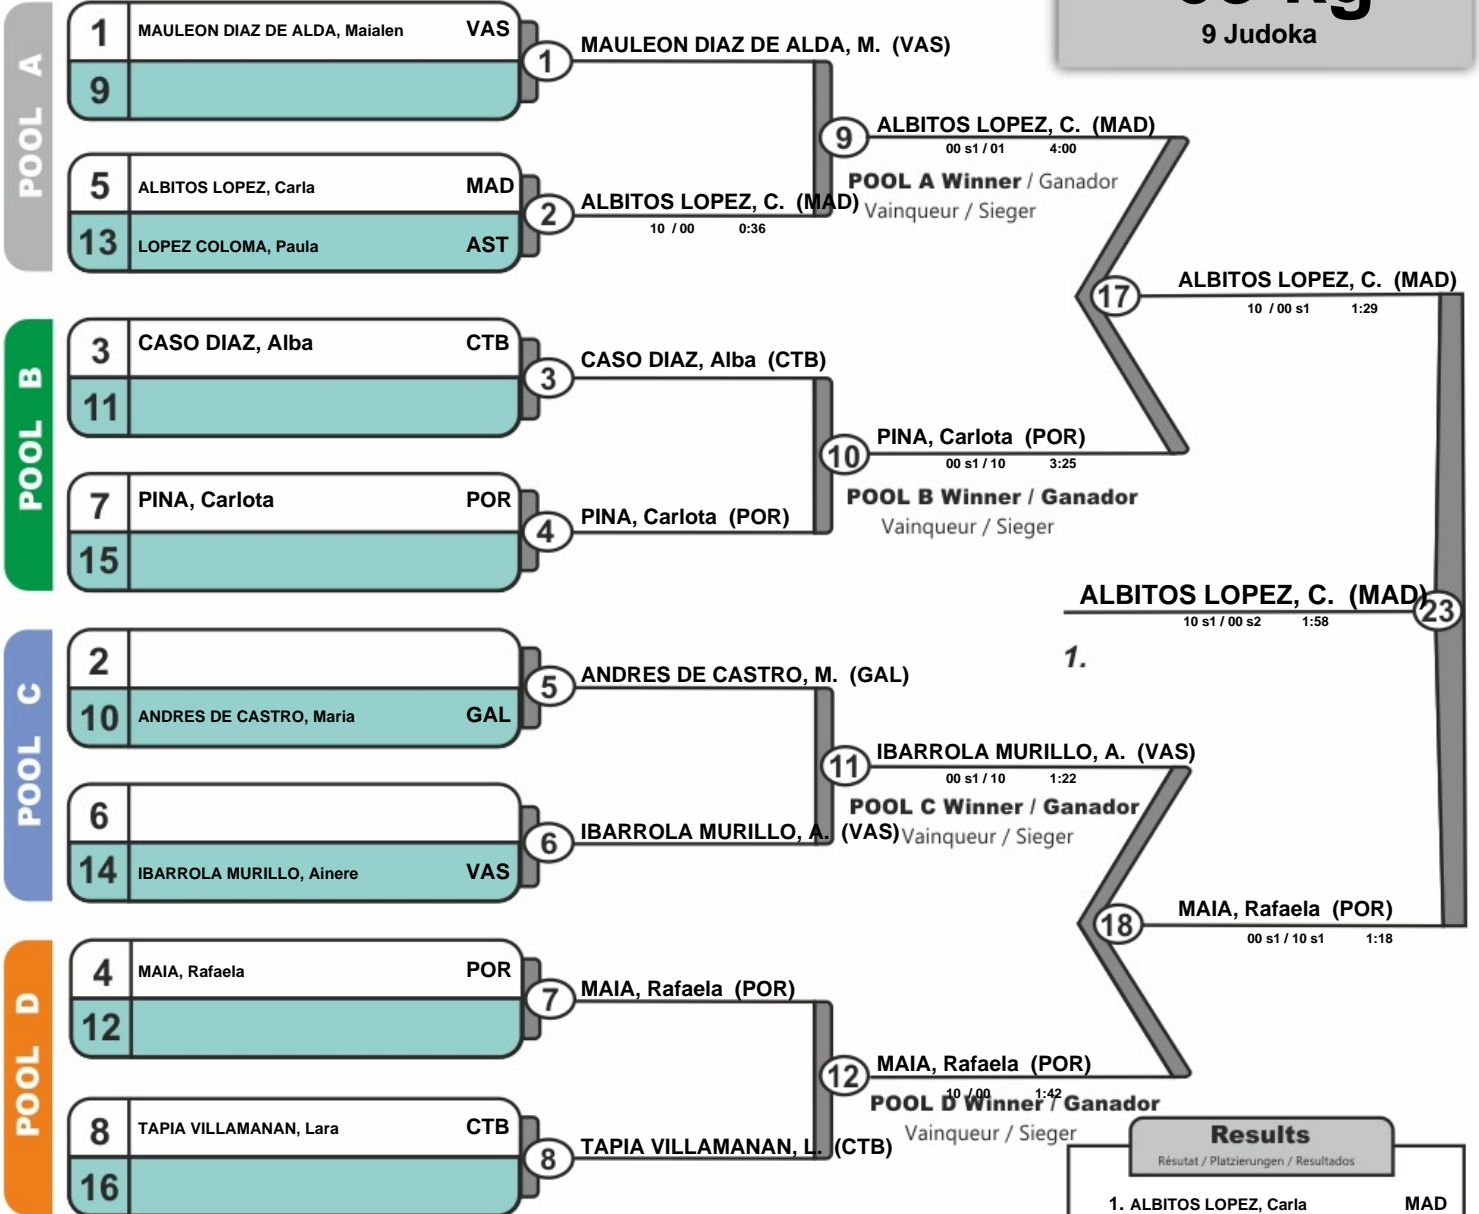 9 Judoka
POOL A
1 MAULEON DIAZ DE ALDA, Maialen VAS
9
1
MAULEON DIAZ DE ALDA, M. (VAS)
5 ALBITOS LOPEZ, Carla MAD
13 LOPEZ COLOMA, Paula AST
2
ALBITOS LOPEZ, C. (MAD)
10 / 00 0:36
9
ALBITOS LOPEZ, C. (MAD)
00 s1 / 01 4:00
POOL A Winner / Ganador
Vainqueur / Sieger
POOL B
3 CASO DIAZ, Alba CTB
11
3
CASO DIAZ, Alba (CTB)
7 PINA, Carlota POR
15
4
PINA, Carlota (POR)
10
PINA, Carlota (POR)
00 s1 / 10 3:25
POOL B Winner / Ganador
Vainqueur / Sieger
17
ALBITOS LOPEZ, C. (MAD)
10 / 00 s1 1:29
ALBITOS LOPEZ, C. (MAD)
23
10 s1 / 00 s2 1:58
1.
POOL C
2
10 ANDRES DE CASTRO, Maria GAL
5
ANDRES DE CASTRO, M. (GAL)
6
14 IBARROLA MURILLO, Ainere VAS
6
IBARROLA MURILLO, A. (VAS)
11
IBARROLA MURILLO, A. (VAS)
00 s1 / 10 1:22
POOL C Winner / Ganador
Vainqueur / Sieger
18
MAIA, Rafaela (POR)
00 s1 / 10 s1 1:18
POOL D
4 MAIA, Rafaela POR
12
7
MAIA, Rafaela (POR)
8 TAPIA VILLAMANAN, Lara CTB
16
8
TAPIA VILLAMANAN, L. (CTB)
12
MAIA, Rafaela (POR)
10 / 00 1:42
POOL D Winner / Ganador
Vainqueur / Sieger
Results
Résutat / Platzierungen / Resultados
1. ALBITOS LOPEZ, Carla MAD